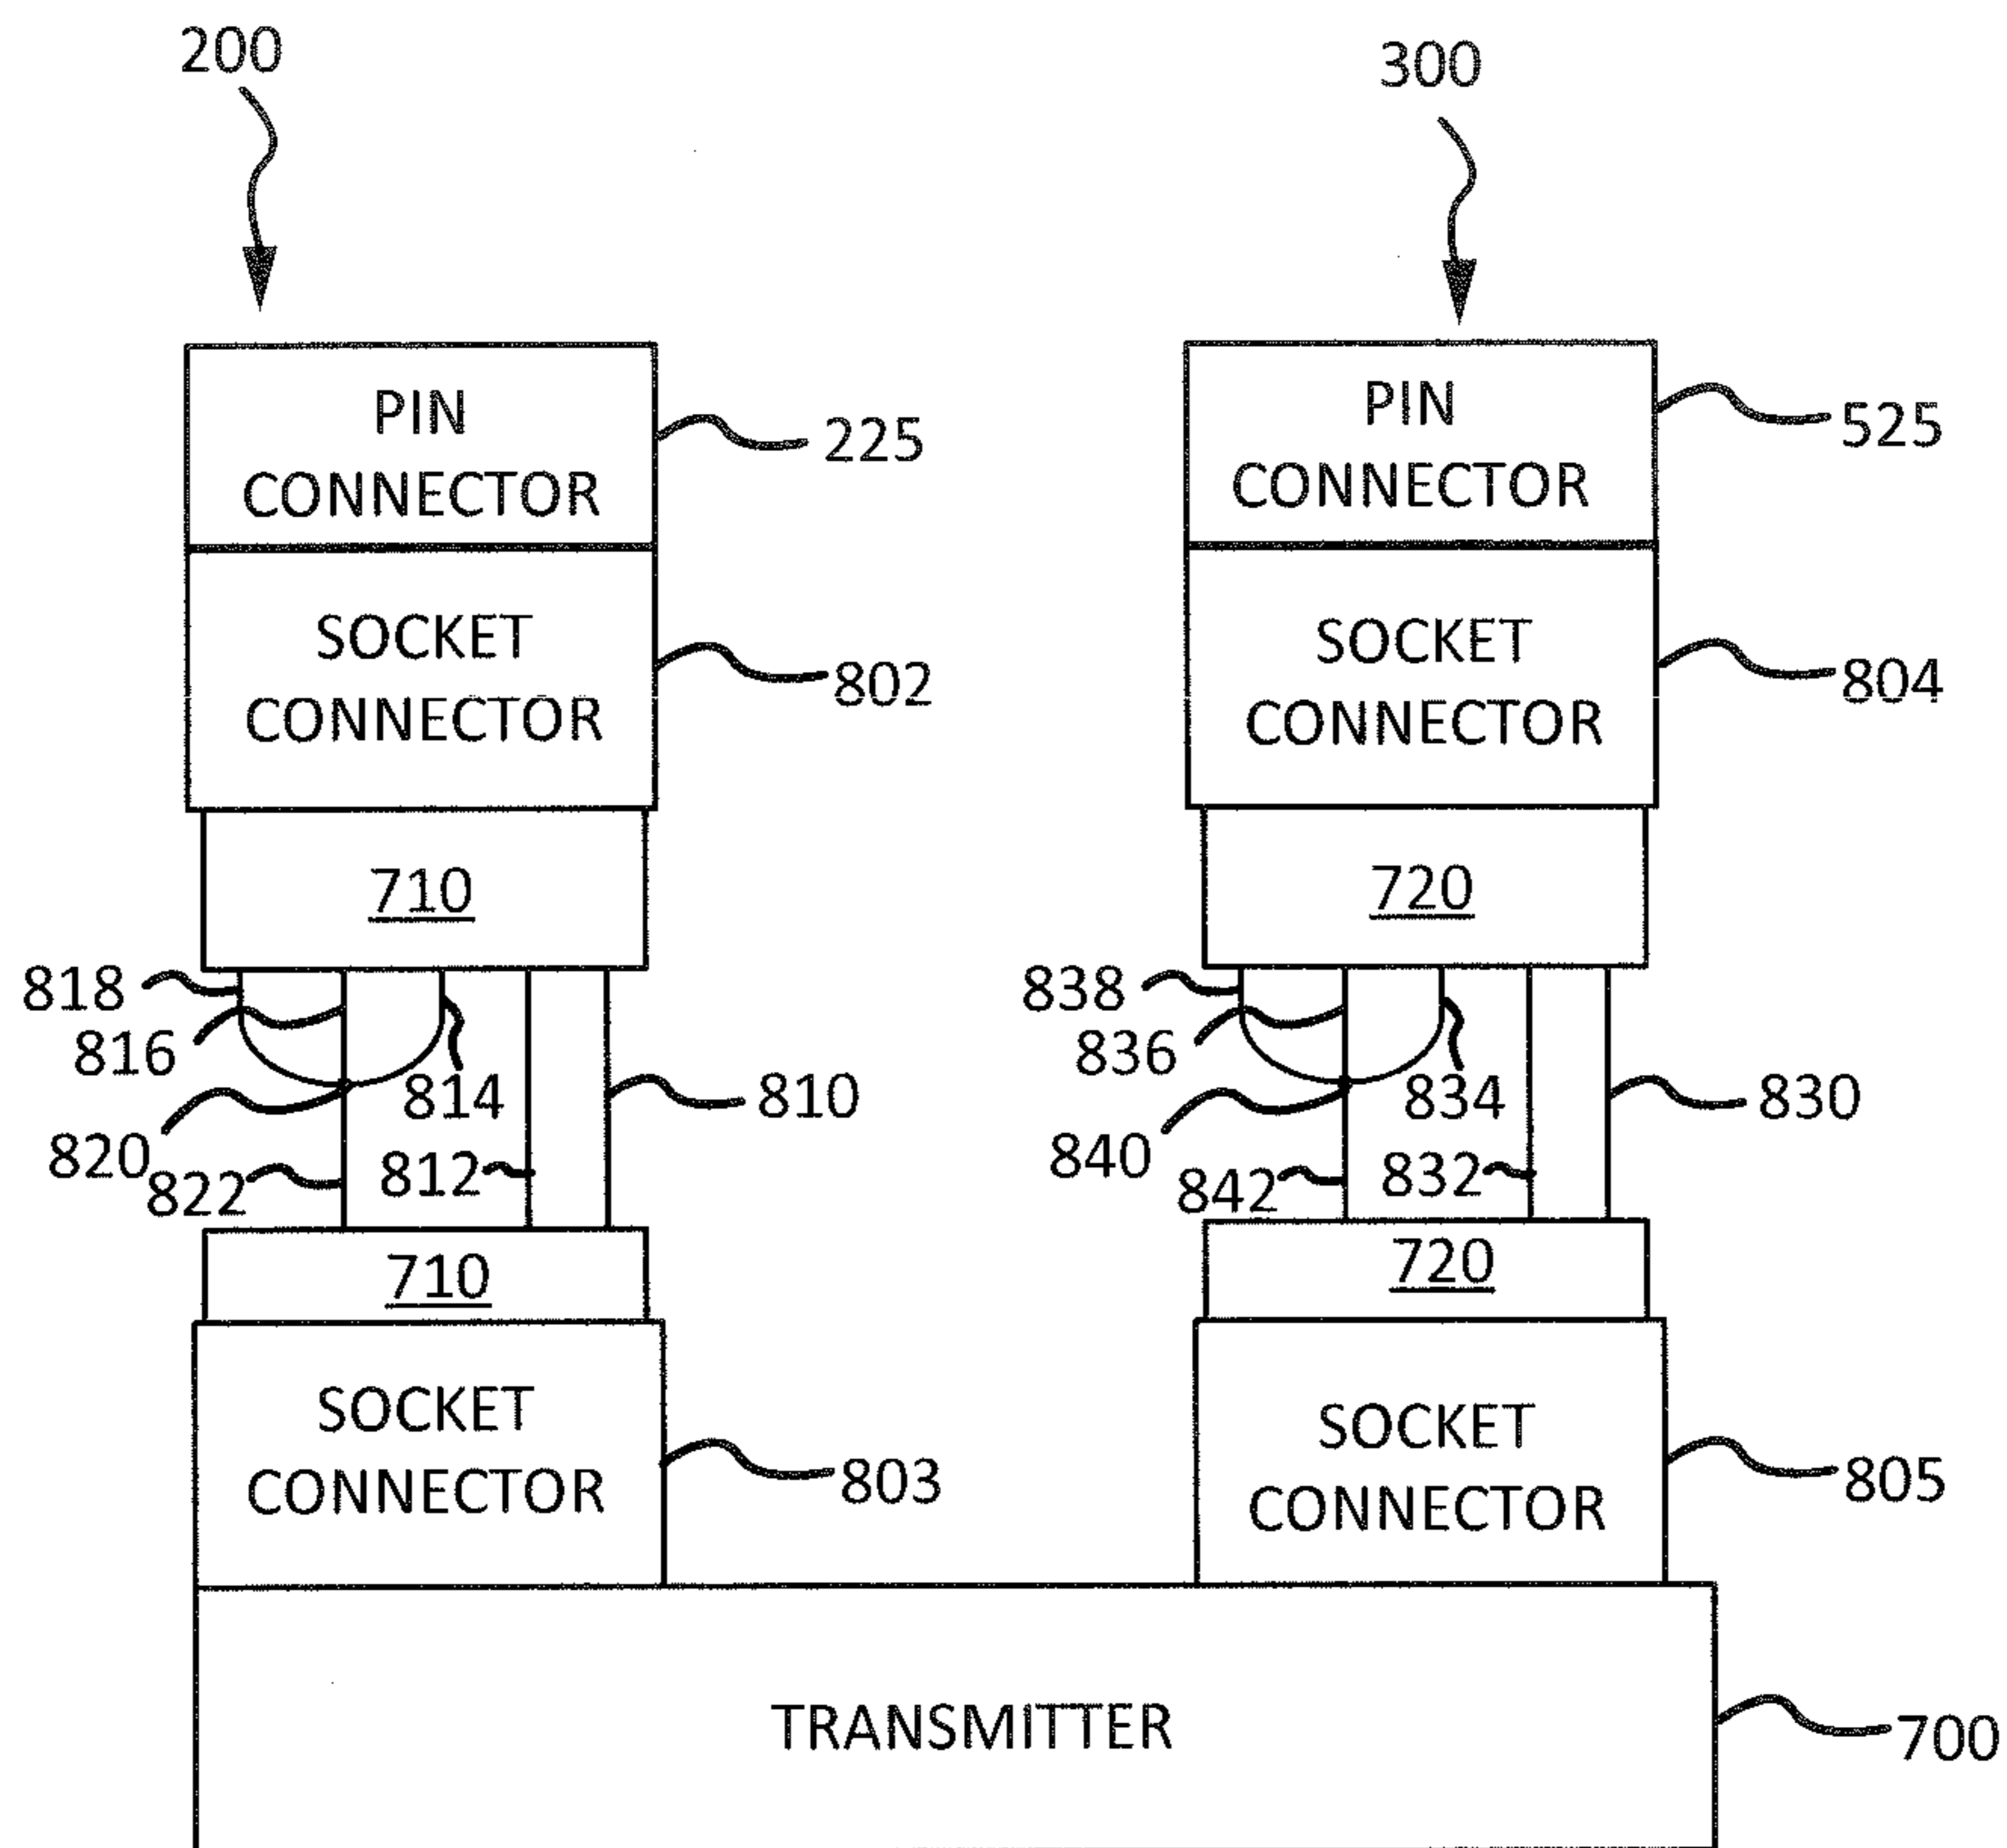 200
300
PIN
CONNECTOR
225
PIN
CONNECTOR
525
SOCKET
CONNECTOR
802
SOCKET
CONNECTOR
804
710
720
818
816
814
810
820
822
812
838
836
834
830
840
842
832
710
720
SOCKET
CONNECTOR
803
SOCKET
CONNECTOR
805
TRANSMITTER
700